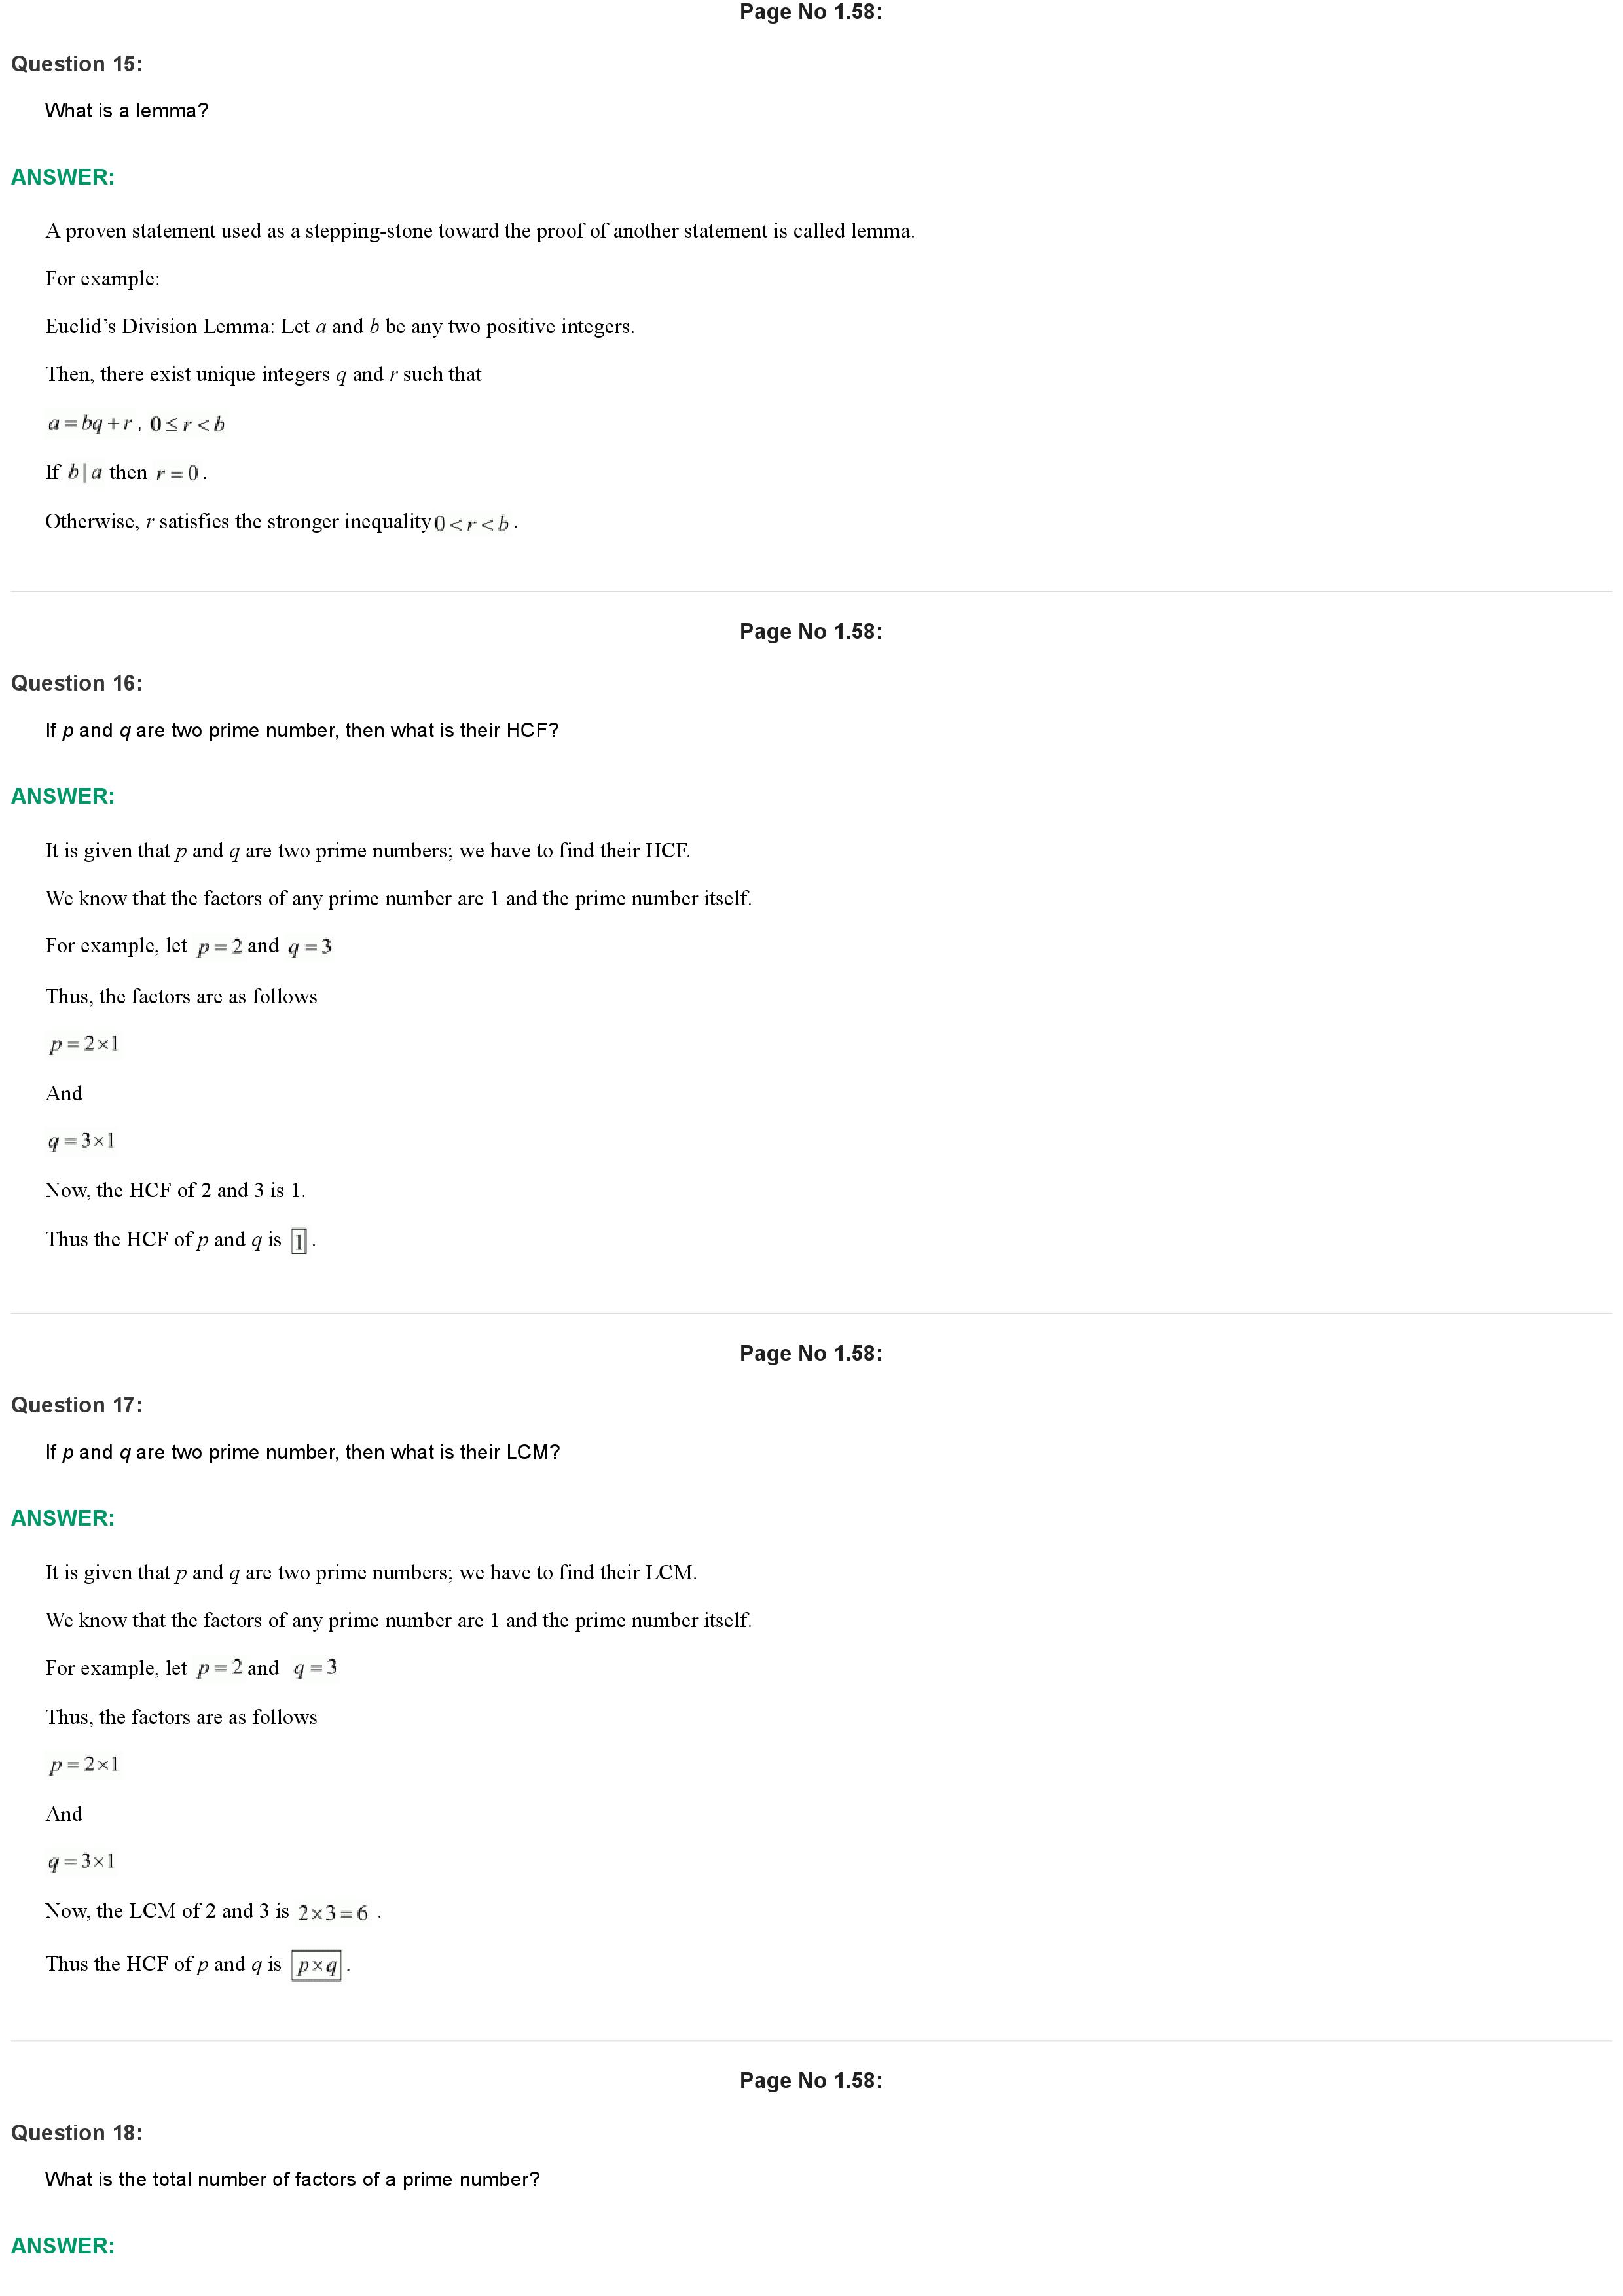 Page No 1.58:
Question 15:
What is a lemma?
ANSWER:
A proven statement used as a stepping-stone toward the proof of another statement is called lemma.
For example:
Euclid’s Division Lemma: Let a and b be any two positive integers.
Then, there exist unique integers q and r such that
a = bq + r , 0 ≤ r < b
If b | a then r = 0 .
Otherwise, r satisfies the stronger inequality 0 < r < b .
Page No 1.58:
Question 16:
If p and q are two prime number, then what is their HCF?
ANSWER:
It is given that p and q are two prime numbers; we have to find their HCF.
We know that the factors of any prime number are 1 and the prime number itself.
For example, let p = 2 and q = 3
Thus, the factors are as follows
p = 2×1
And
q = 3×1
Now, the HCF of 2 and 3 is 1.
Thus the HCF of p and q is 1 .
Page No 1.58:
Question 17:
If p and q are two prime number, then what is their LCM?
ANSWER:
It is given that p and q are two prime numbers; we have to find their LCM.
We know that the factors of any prime number are 1 and the prime number itself.
For example, let p = 2 and q = 3
Thus, the factors are as follows
p = 2×1
And
q = 3×1
Now, the LCM of 2 and 3 is 2×3 = 6 .
Thus the HCF of p and q is p×q .
Page No 1.58:
Question 18:
What is the total number of factors of a prime number?
ANSWER: